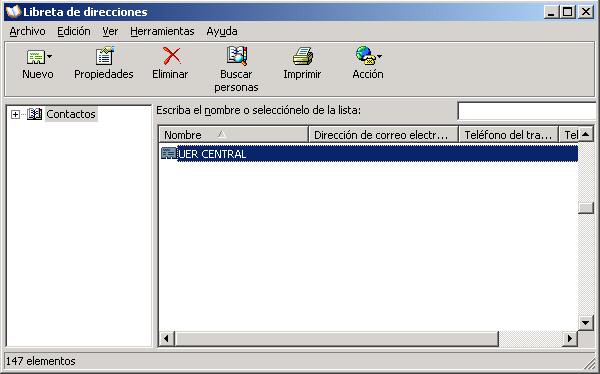 Libreta de direcciones
Archivo Edición Ver Herramientas Ayuda
Nuevo Propiedades Eliminar Buscar personas Imprimir Acción
Contactos
Escriba el nombre o selecciónelo de la lista:
Nombre Dirección de correo electr... Teléfono del tra... Tel
UER CENTRAL
147 elementos